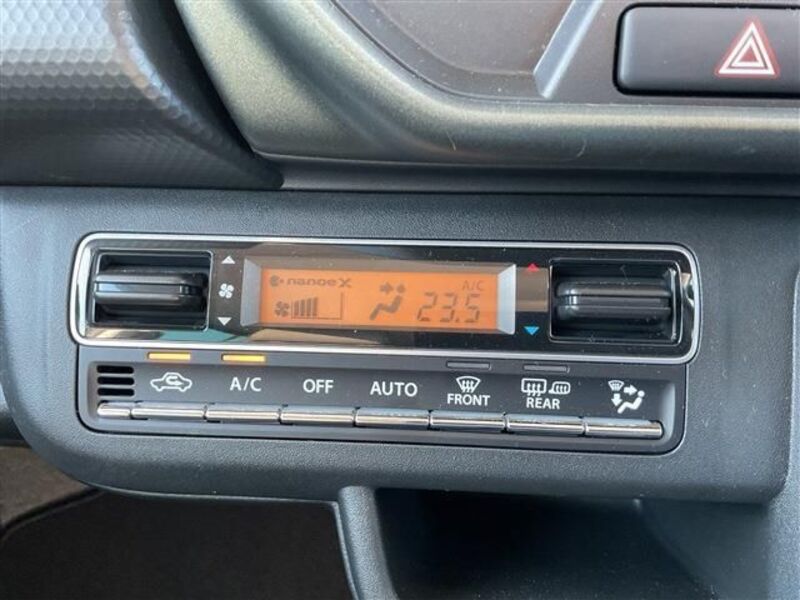 nanoeX
A/C
23.5
A/C
OFF
AUTO
FRONT
REAR